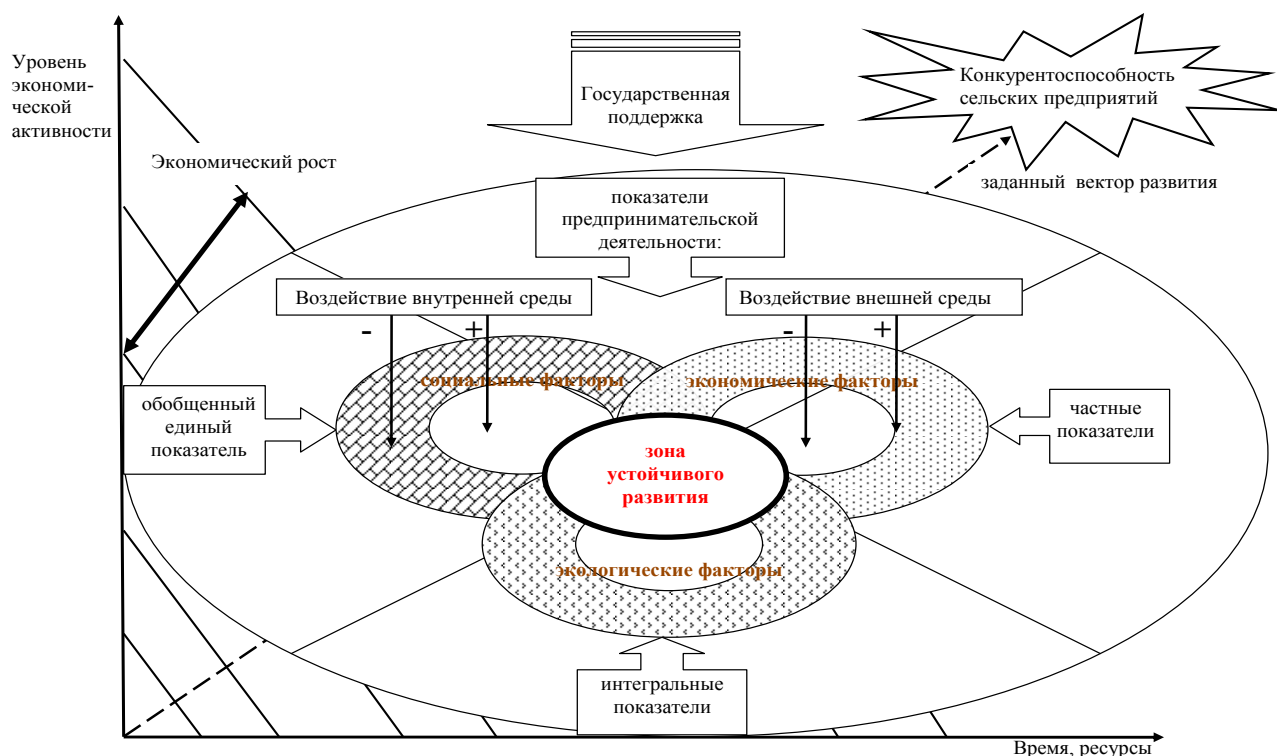 Уровень
экономи-
ческой
активности
Государственная
поддержка
Конкурентоспособность
сельских предприятий
Экономический рост
заданный вектор развития
показатели
предпринимательской
деятельности:
Воздействие внутренней среды
Воздействие внешней среды
-
+
-
+
социальные факторы
экономические факторы
обобщенный
единый
показатель
частные
показатели
зона
устойчивого
развития
экологические факторы
интегральные
показатели
Время, ресурсы